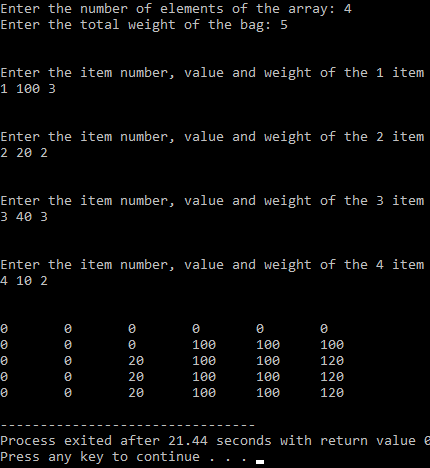 Enter the number of elements of the array: 4
Enter the total weight of the bag: 5
Enter the item number, value and weight of the 1 item
1 100 3
Enter the item number, value and weight of the 2 item
2 20 2
Enter the item number, value and weight of the 3 item
3 40 3
Enter the item number, value and weight of the 4 item
4 10 2
0 0 0 0 0 0
0 0 0 100 100 100
0 0 20 100 100 120
0 0 20 100 100 120
0 0 20 100 100 120
--------------------------------
Process exited after 21.44 seconds with return value 0
Press any key to continue . . .